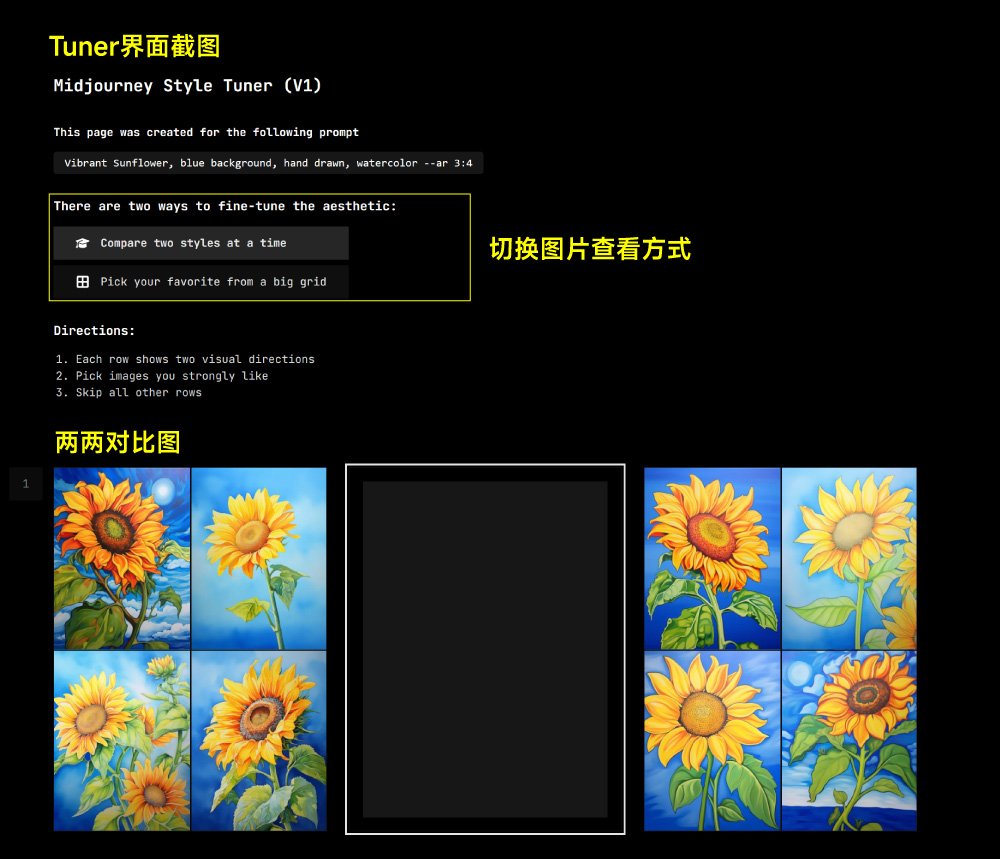 Tuner界面截图
Midjourney Style Tuner (V1)
This page was created for the following prompt
Vibrant Sunflower, blue background, hand drawn, watercolor --ar 3:4
There are two ways to fine-tune the aesthetic:
Compare two styles at a time
Pick your favorite from a big grid
切换图片查看方式
Directions:
1. Each row shows two visual directions
2. Pick images you strongly like
3. Skip all other rows
两两对比图
1